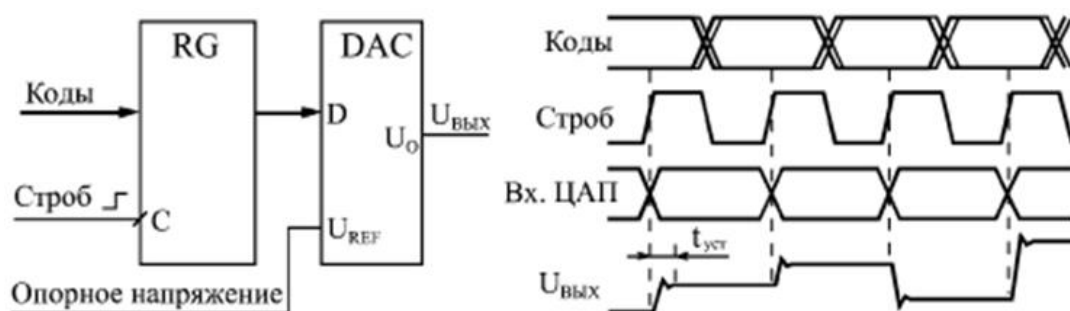 RG
DAC
Коды
D
U_ВЫХ
U_O
Строб
C
U_REF
Опорное напряжение
Коды
Строб
Вх. ЦАП
t_уст
U_ВЫХ